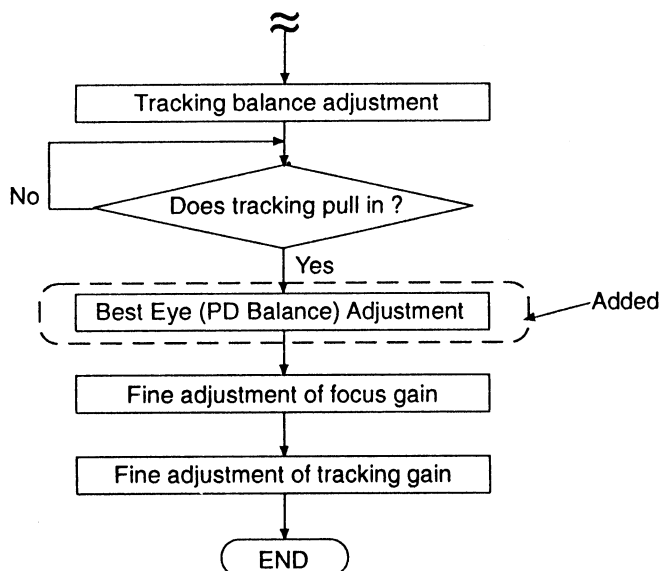 Tracking balance adjustment
No
Does tracking pull in ?
Yes
Best Eye (PD Balance) Adjustment
Added
Fine adjustment of focus gain
Fine adjustment of tracking gain
END